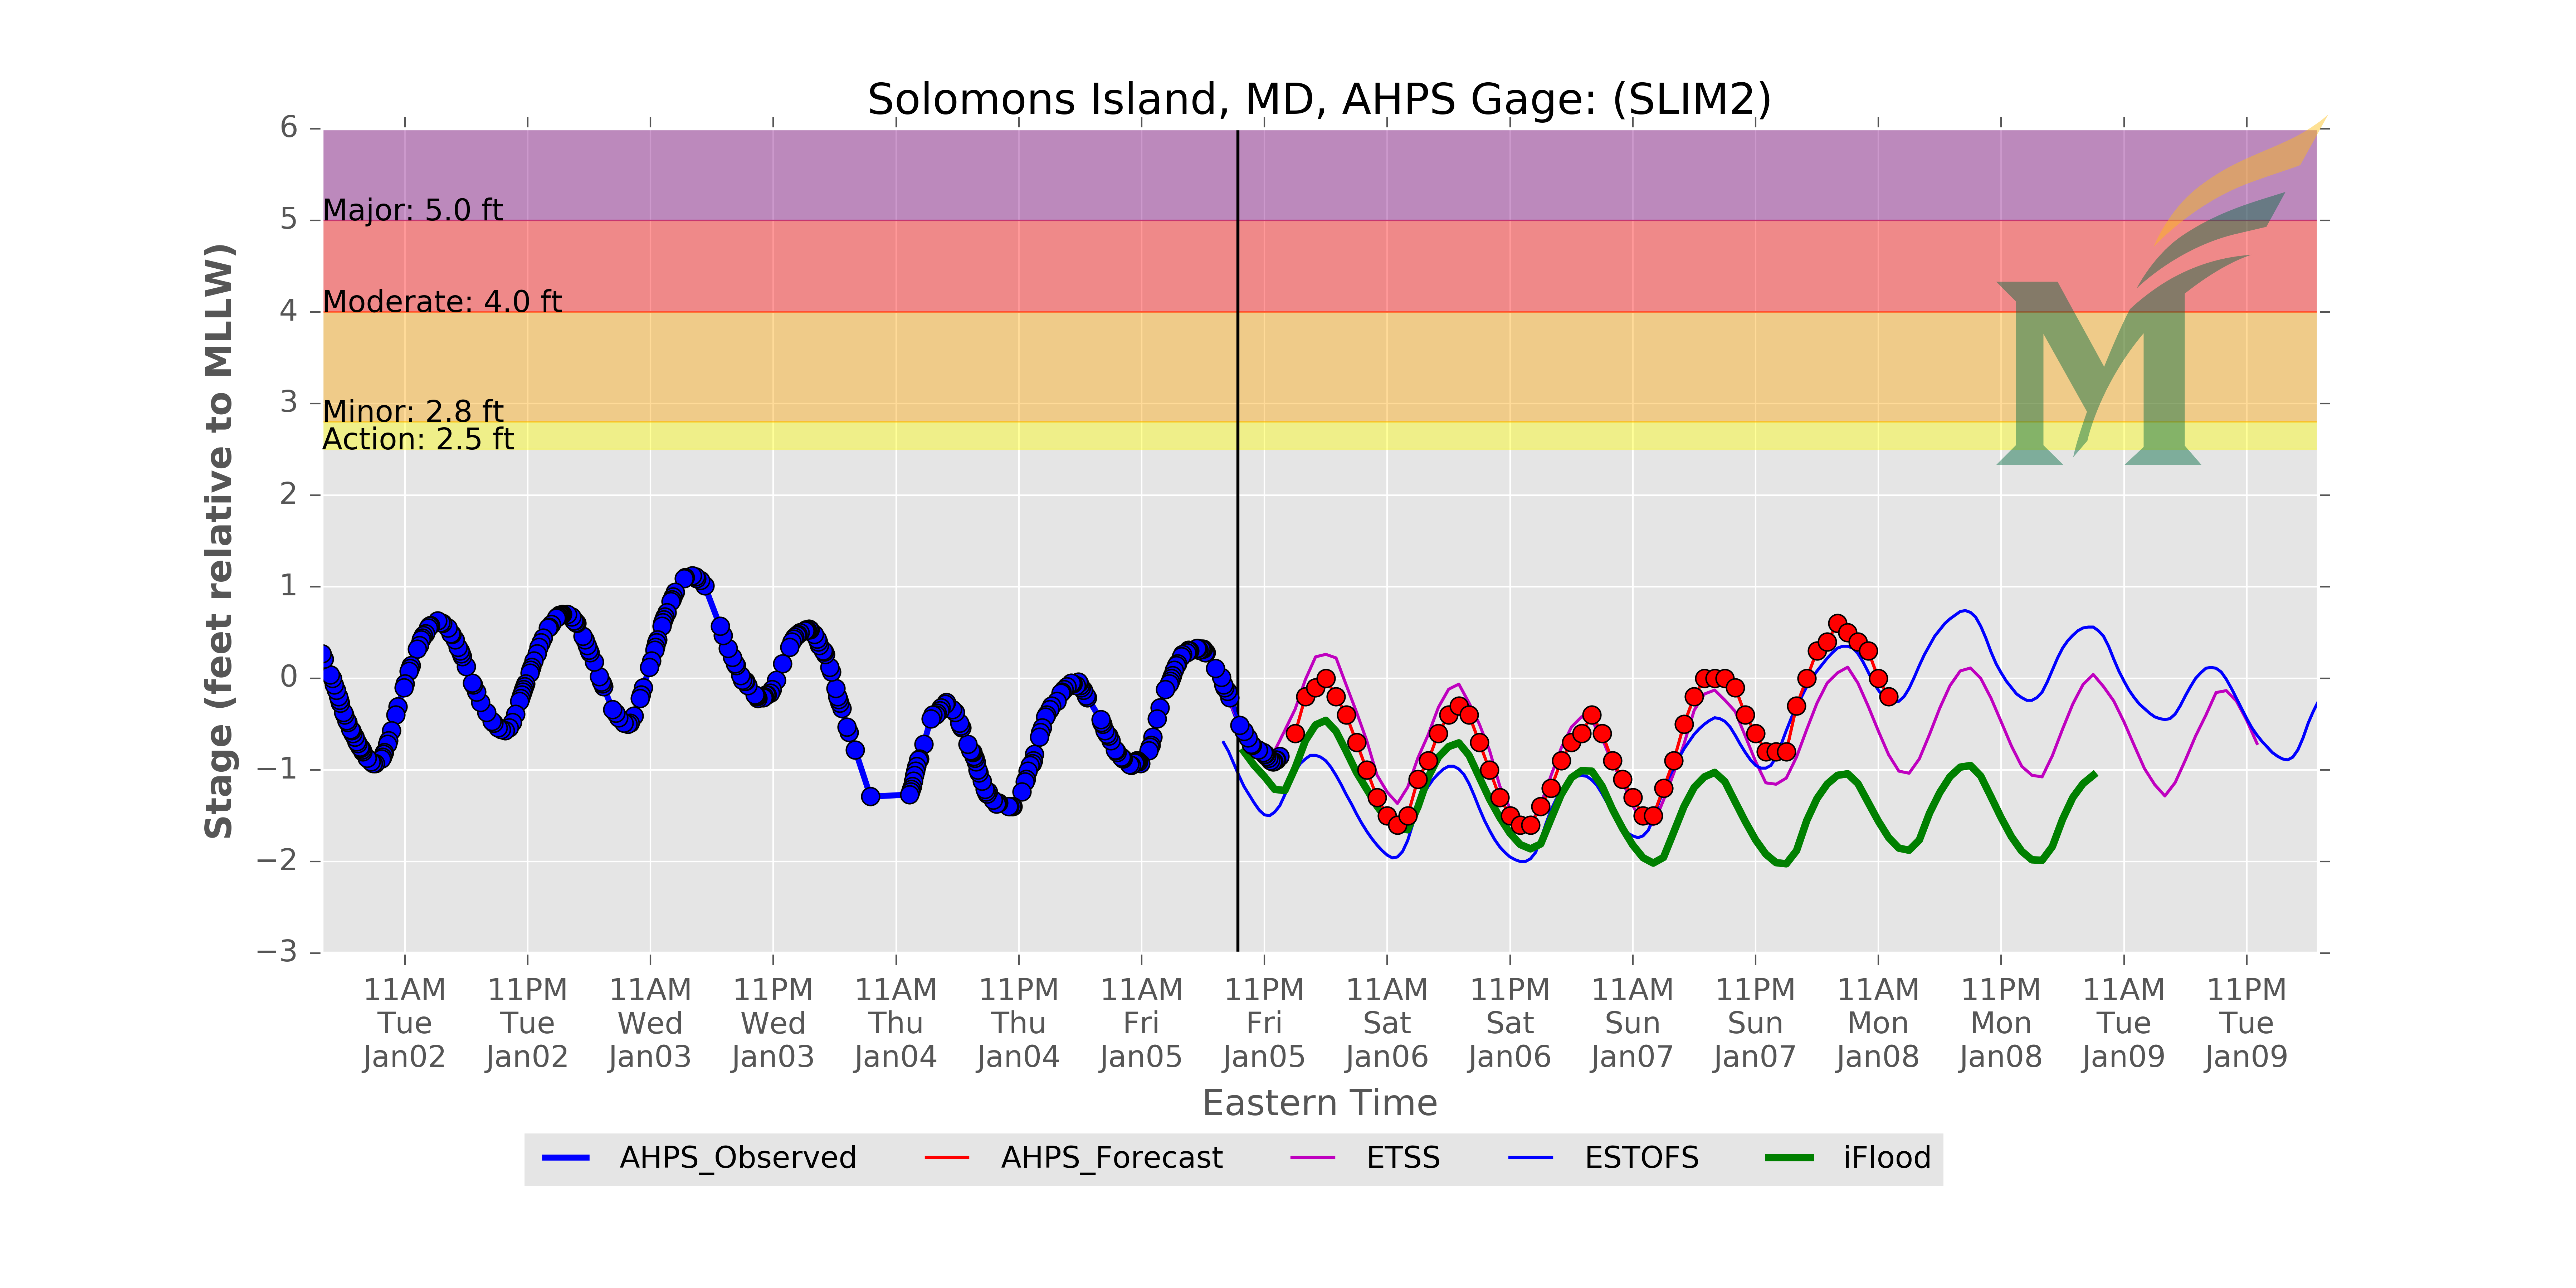 Solomons Island, MD, AHPS Gage: (SLIM2)
Stage (feet relative to MLLW)
6
5
4
3
2
1
0
−1
−2
−3
Major: 5.0 ft
Moderate: 4.0 ft
Minor: 2.8 ft
Action: 2.5 ft
M
11AM Tue Jan02
11PM Tue Jan02
11AM Wed Jan03
11PM Wed Jan03
11AM Thu Jan04
11PM Thu Jan04
11AM Fri Jan05
11PM Fri Jan05
11AM Sat Jan06
11PM Sat Jan06
11AM Sun Jan07
11PM Sun Jan07
11AM Mon Jan08
11PM Mon Jan08
11AM Tue Jan09
11PM Tue Jan09
Eastern Time
AHPS_Observed
AHPS_Forecast
ETSS
ESTOFS
iFlood